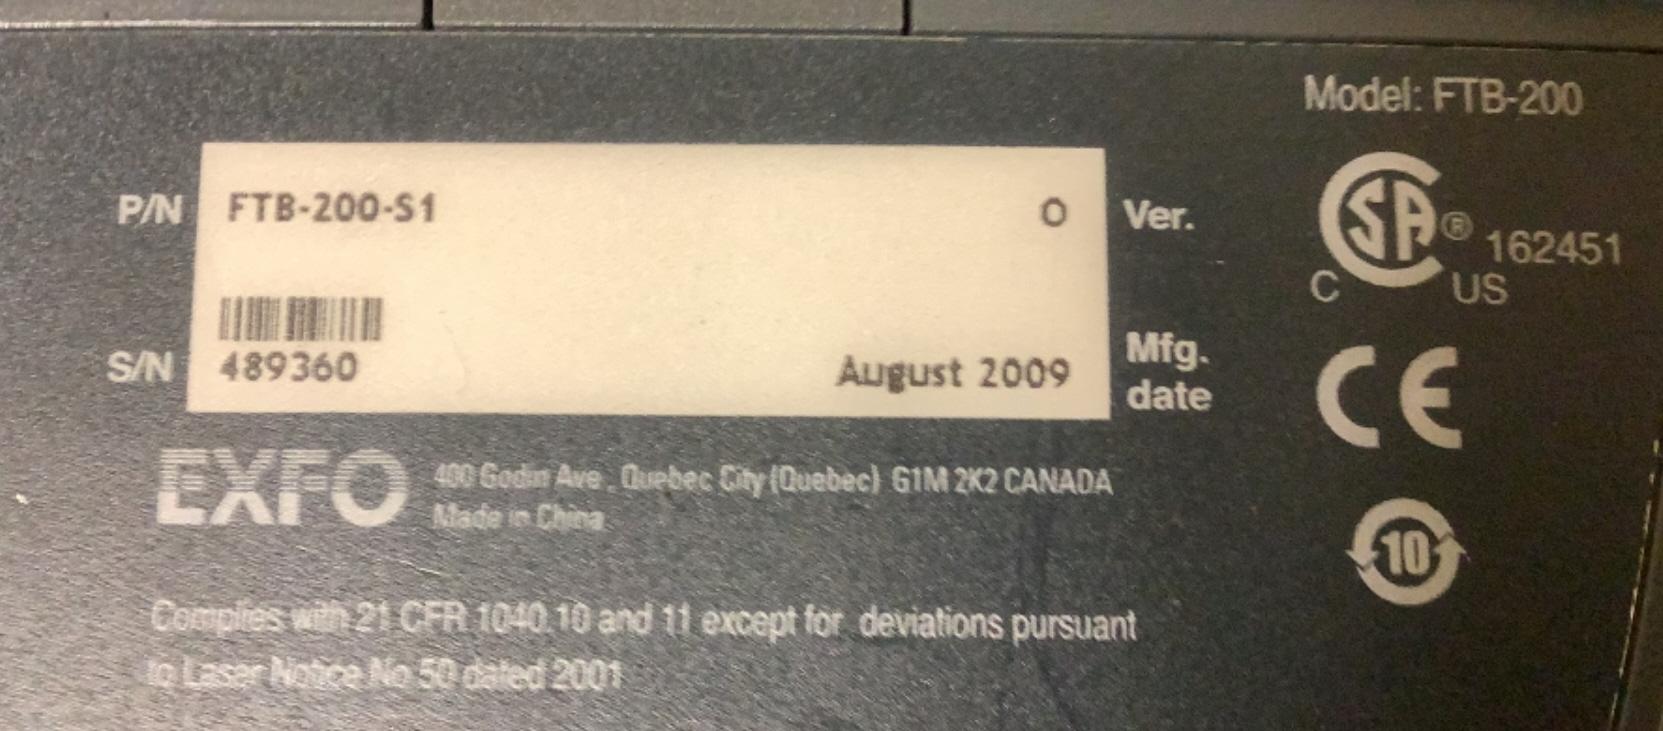 Model: FTB-200
P/N FTB-200-S1 O Ver.
CSA® 162451
C US
S/N 489360 August 2009 Mfg. date
CE
EXFO 400 Godin Ave., Quebec City (Quebec) G1M 2K2 CANADA
Made in China
10
Complies with 21 CFR 1040.10 and 11 except for deviations pursuant
to Laser Notice No 50 dated 2001